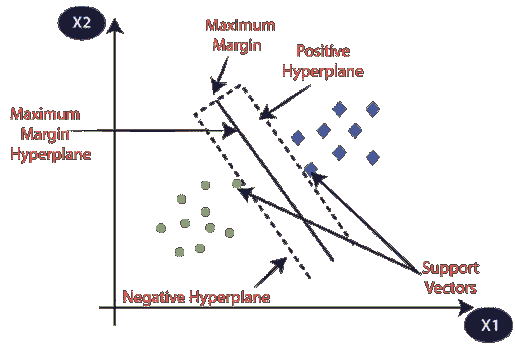 X2
Maximum
Margin
Positive
Hyperplane
Maximum
Margin
Hyperplane
Support
Vectors
Negative Hyperplane
X1